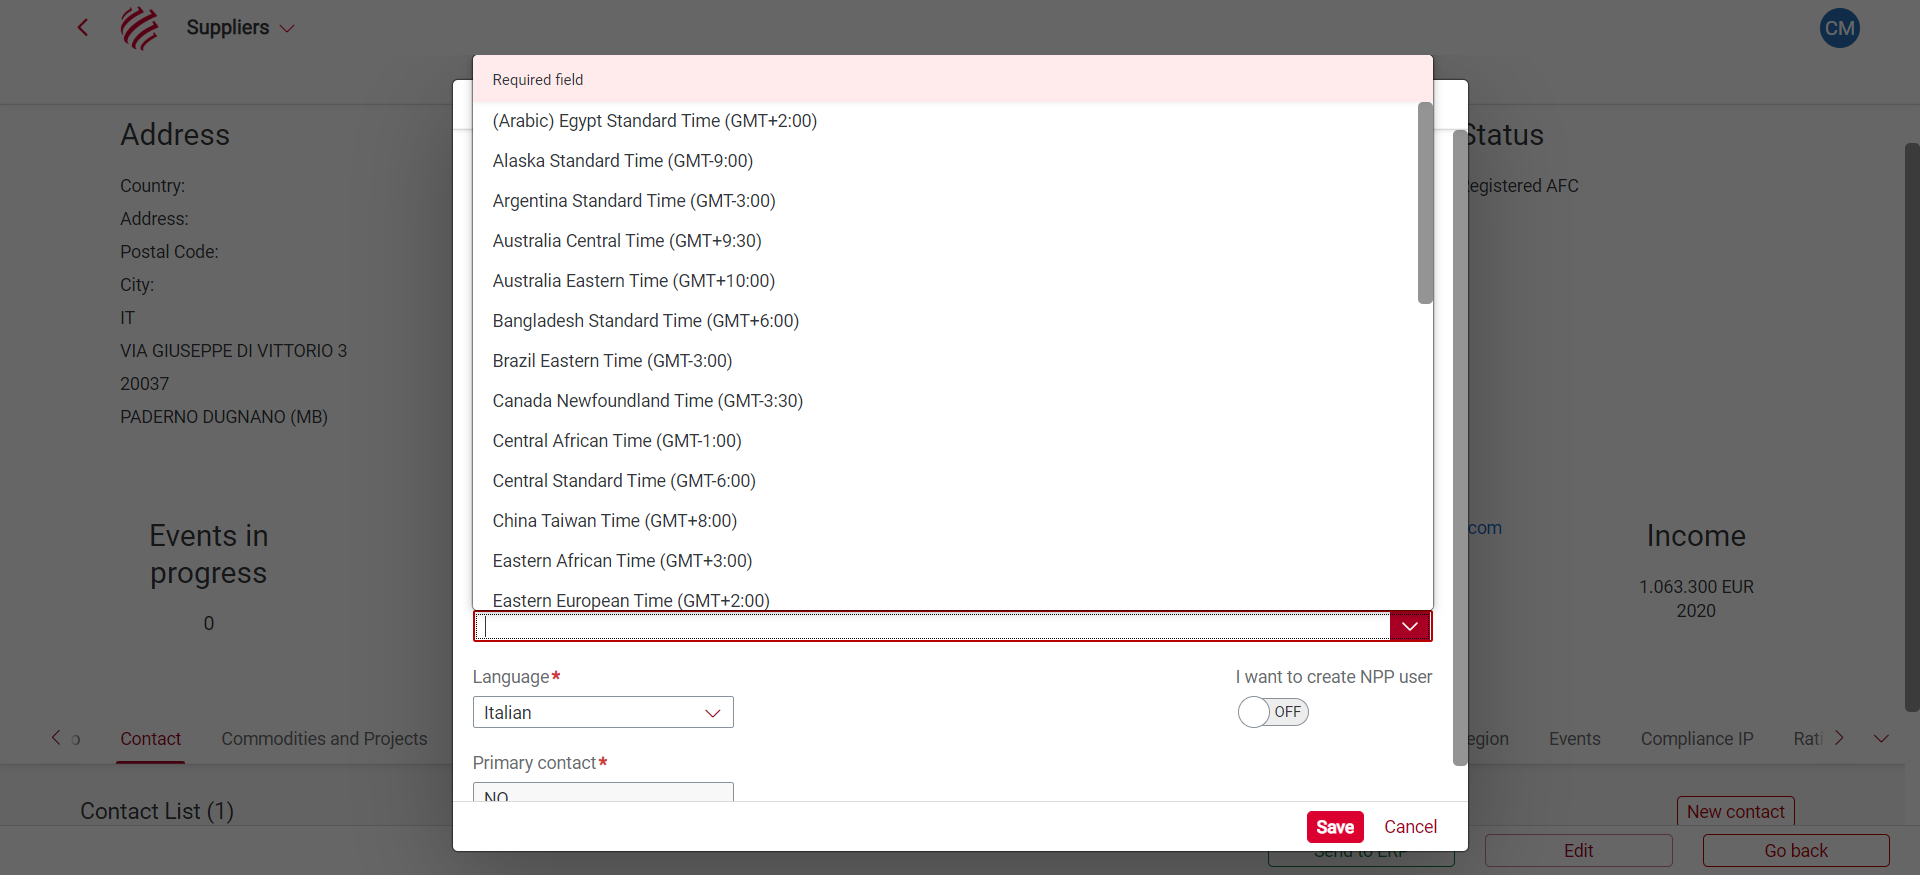 Suppliers
CM
Required field
(Arabic) Egypt Standard Time (GMT+2:00)
Alaska Standard Time (GMT-9:00)
Argentina Standard Time (GMT-3:00)
Australia Central Time (GMT+9:30)
Australia Eastern Time (GMT+10:00)
Bangladesh Standard Time (GMT+6:00)
Brazil Eastern Time (GMT-3:00)
Canada Newfoundland Time (GMT-3:30)
Central African Time (GMT-1:00)
Central Standard Time (GMT-6:00)
China Taiwan Time (GMT+8:00)
Eastern African Time (GMT+3:00)
Eastern European Time (GMT+2:00)
Language*
Italian
I want to create NPP user
OFF
Primary contact*
NO
Save
Cancel
Address
Country:
Address:
Postal Code:
City:
IT
VIA GIUSEPPE DI VITTORIO 3
20037
PADERNO DUGNANO (MB)
Status
egistered AFC
Events in
progress
0
com
Income
1.063.300 EUR
2020
o
Contact
Commodities and Projects
egion
Events
Compliance IP
Rati
Contact List (1)
New contact
Send to ERP
Edit
Go back